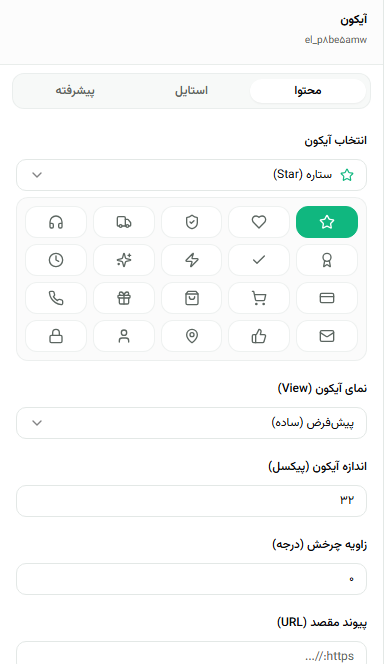 آیکون
el_p۸be۵amw
محتوا استایل پیشرفته
انتخاب آیکون
ستاره (Star)
نمای آیکون (View)
پیش‌فرض (ساده)
اندازه آیکون (پیکسل)
۳۲
زاویه چرخش (درجه)
۰
پیوند مقصد (URL)
https://...